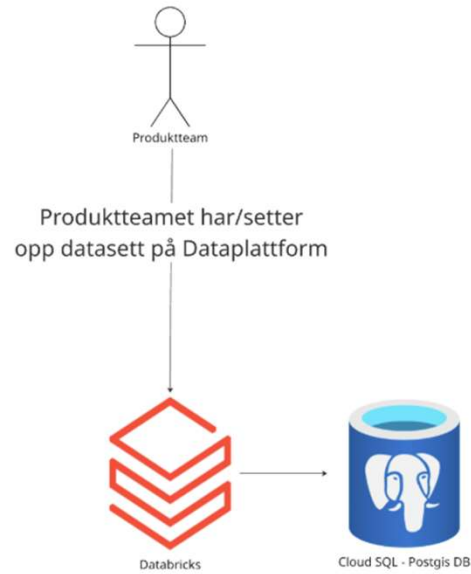 Produktteam
Produktteamet har/setter
opp datasett på Dataplattform
Databricks
Cloud SQL - Postgis DB